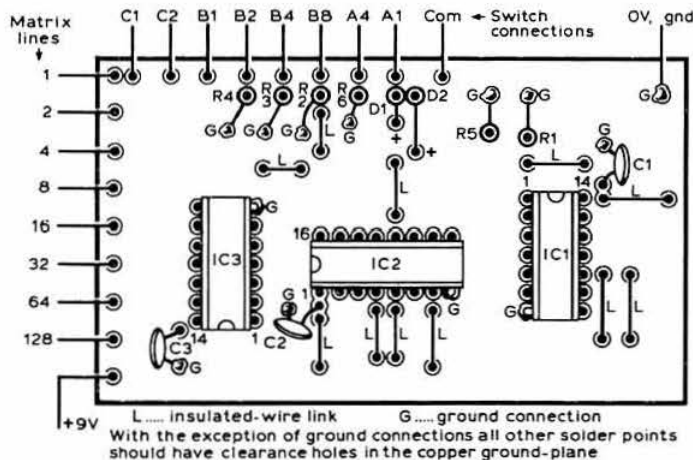 Matrix lines
C1 C2 B1 B2 B4 B8 A4 A1 Com Switch connections OV, gnd
1
R4 R3 R2 R6 D1 D2 G G G
2
G G G G L + + R5 R1 G
4
L L L C1
8
1 14 L
16
G 16
IC3 IC2 IC1
32
64
G 1 G G L L
128
14 1 C2 L L L L
C3 G
+9V
L..... insulated-wire link G..... ground connection
With the exception of ground connections all other solder points
should have clearance holes in the copper ground-plane